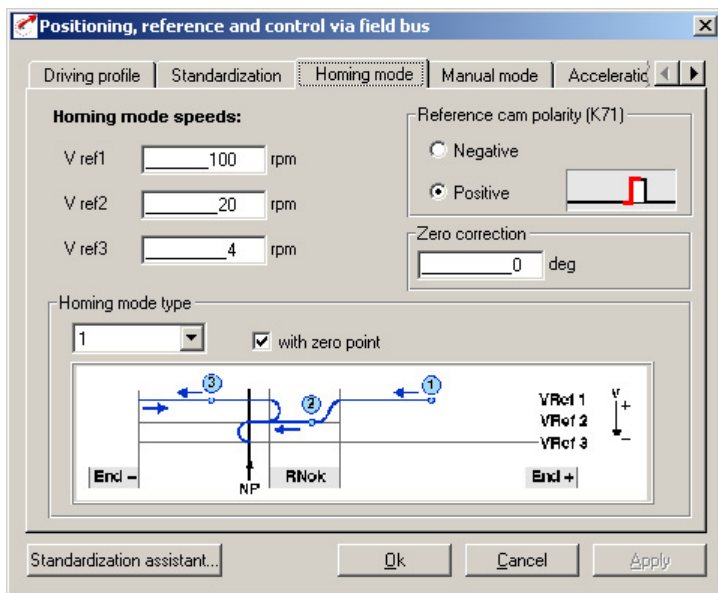 Positioning, reference and control via field bus
Driving profile Standardization Homing mode Manual mode Acceleratic
Homing mode speeds:
V ref1 100 rpm
V ref2 20 rpm
V ref3 4 rpm
Reference cam polarity (K71)
Negative
Positive
Zero correction
0 deg
Homing mode type
1 with zero point
3 2 1
VRef 1
VRef 2
VRef 3
V
+
-
End - NP RNok End +
Standardization assistant... Ok Cancel Apply